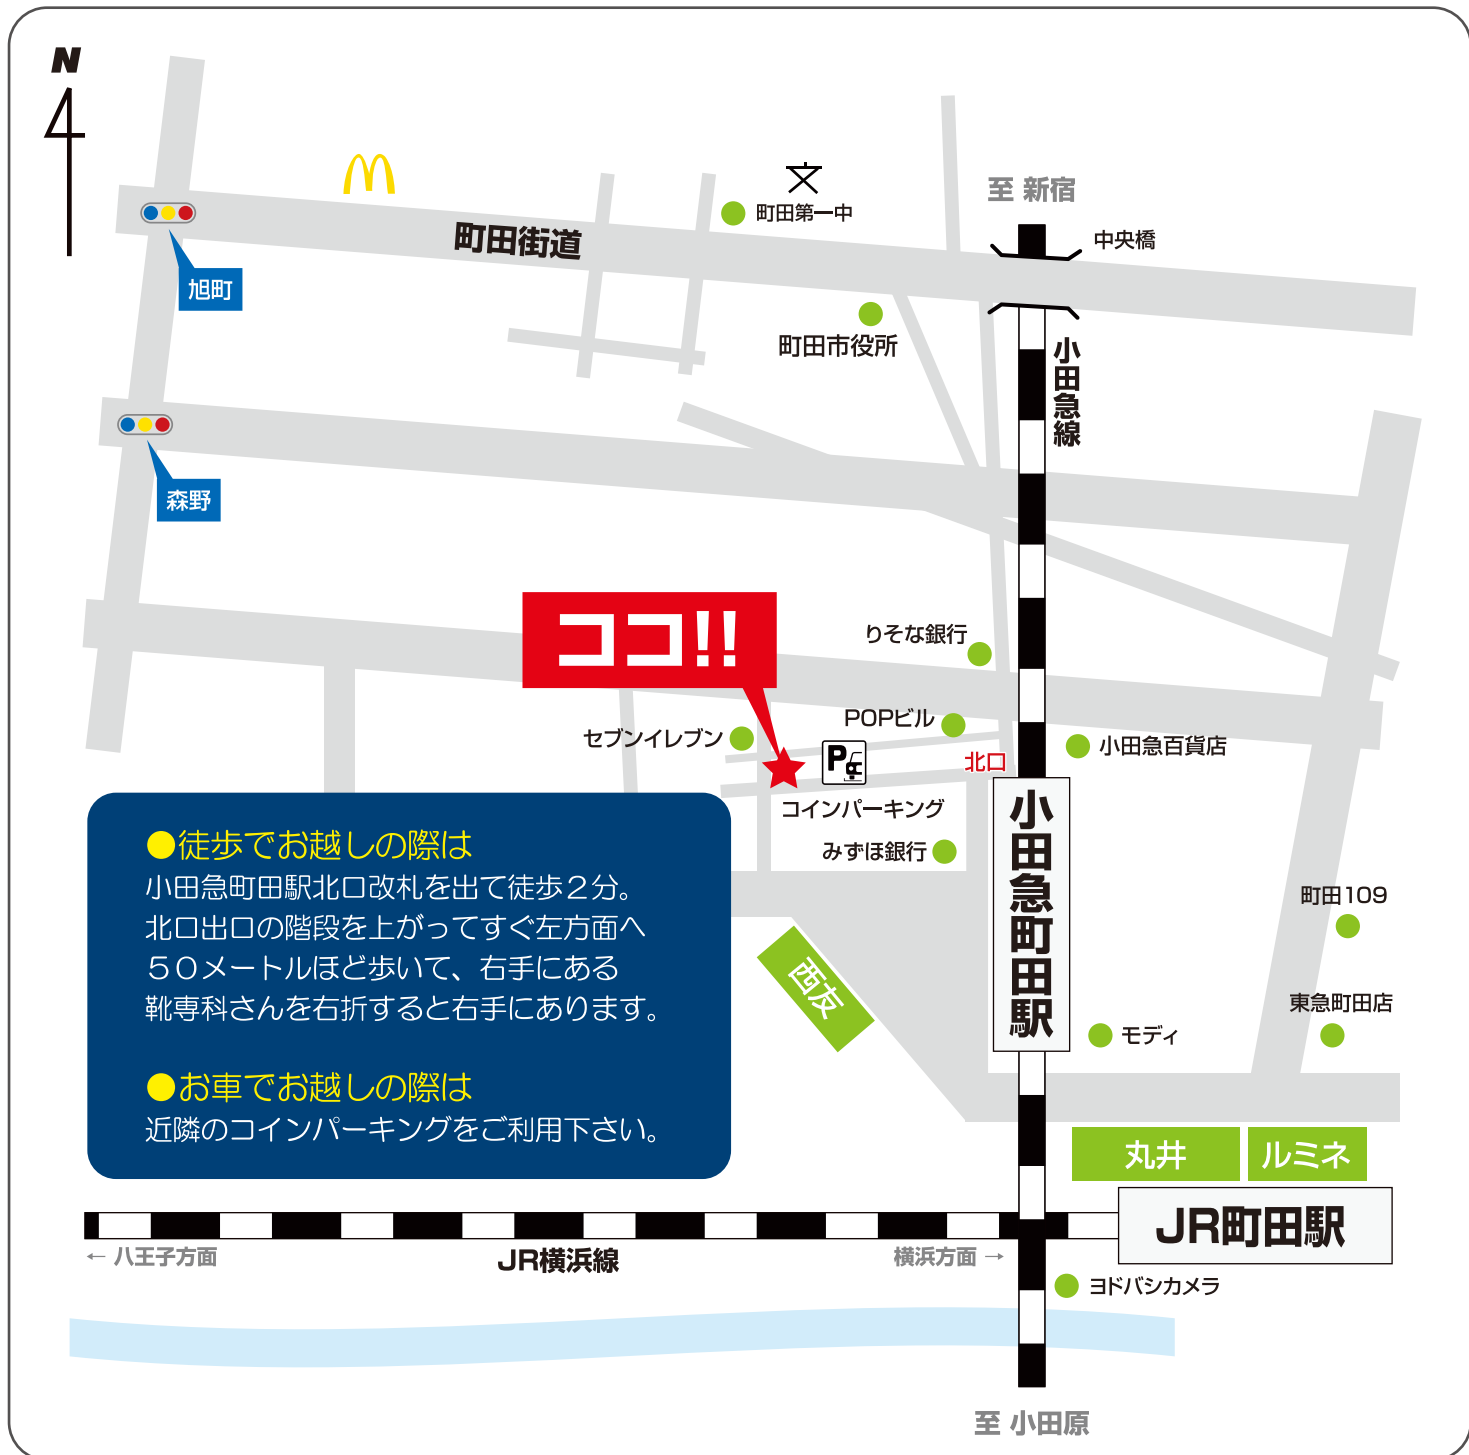 N
至 新宿
文
町田第一中
中央橋
町田街道
旭町
町田市役所
小田急線
森野
ココ!!
りそな銀行
POPビル
セブンイレブン
北口
小田急百貨店
P
コインパーキング
小田急町田駅
みずほ銀行
●徒歩でお越しの際は
小田急町田駅北口改札を出て徒歩2分。
北口出口の階段を上がってすぐ左方面へ
50メートルほど歩いて、右手にある
靴専科さんを右折すると右手にあります。
●お車でお越しの際は
近隣のコインパーキングをご利用下さい。
町田109
西友
東急町田店
モディ
丸井
ルミネ
JR町田駅
← 八王子方面
JR横浜線
横浜方面 →
ヨドバシカメラ
至 小田原